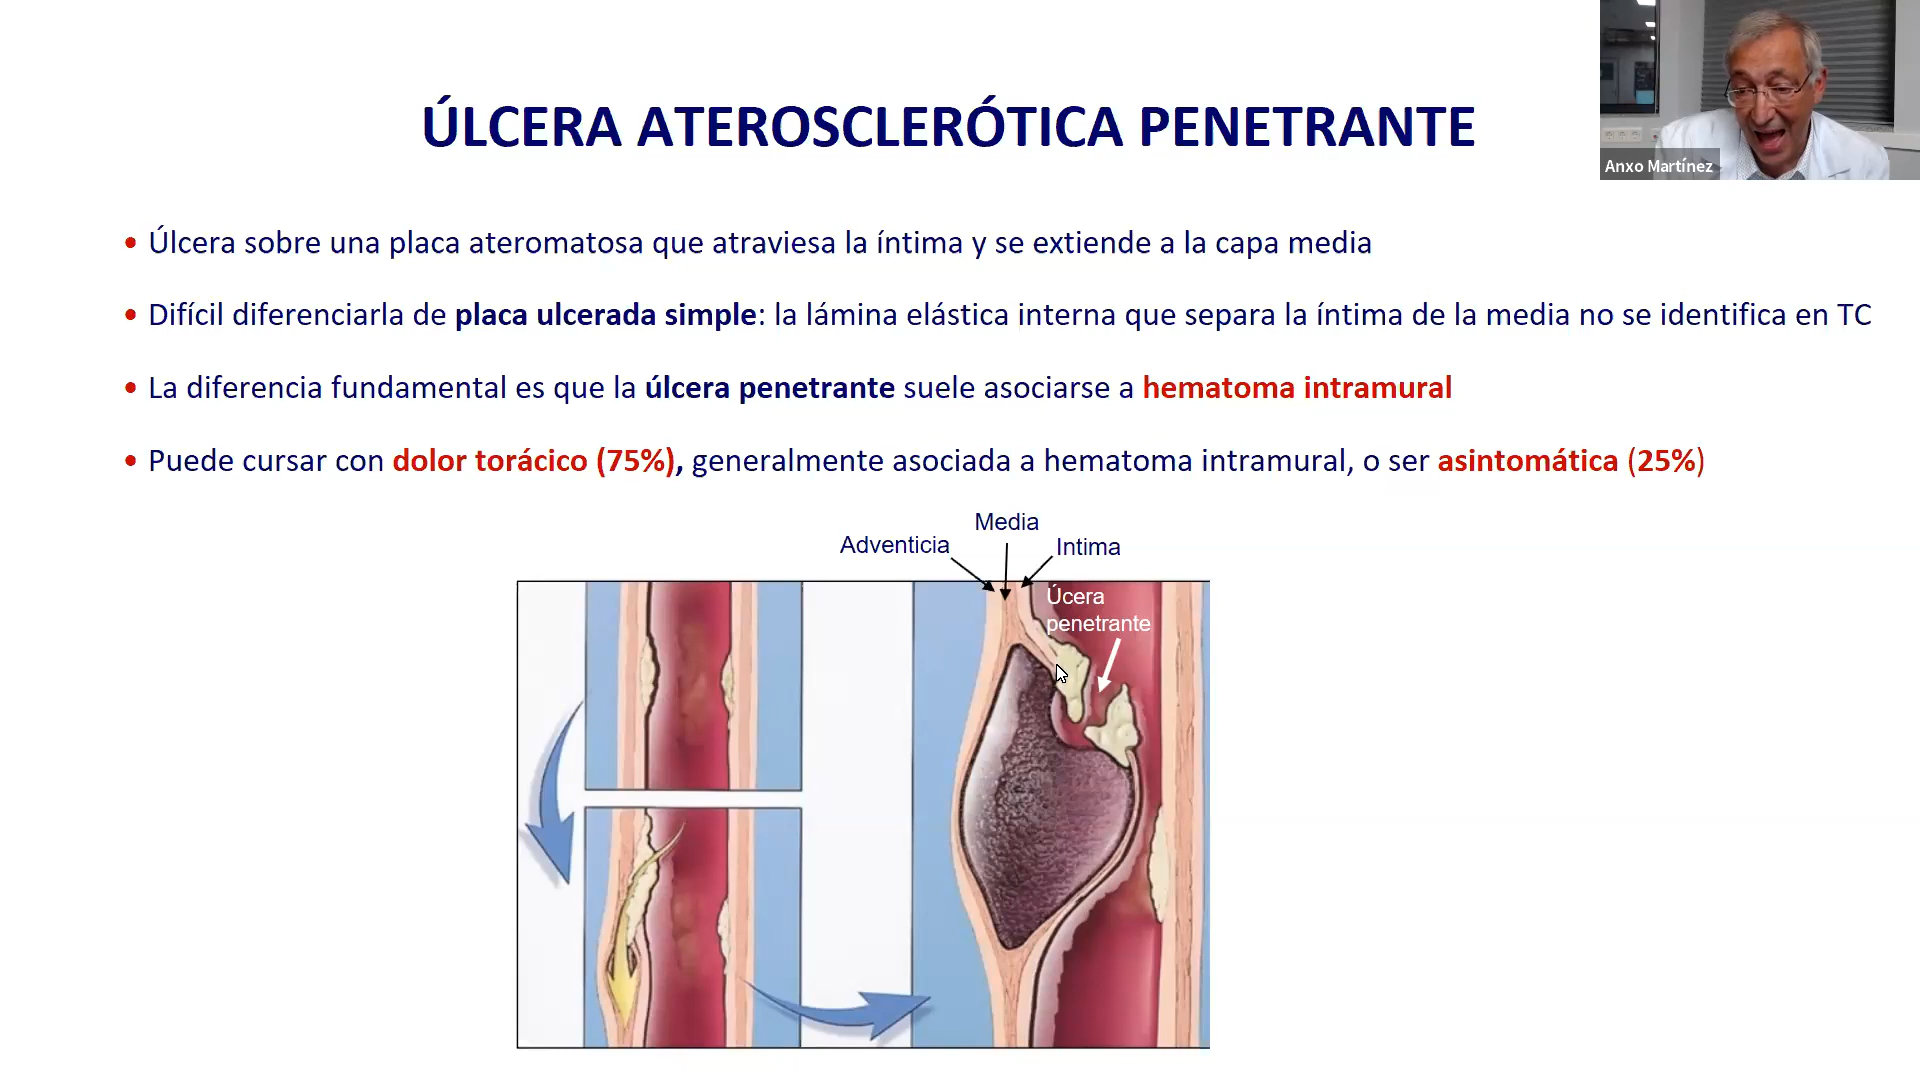 ÚLCERA ATEROSCLERÓTICA PENETRANTE
Anxo Martínez
• Úlcera sobre una placa ateromatosa que atraviesa la íntima y se extiende a la capa media
• Difícil diferenciarla de placa ulcerada simple: la lámina elástica interna que separa la íntima de la media no se identifica en TC
• La diferencia fundamental es que la úlcera penetrante suele asociarse a hematoma intramural
• Puede cursar con dolor torácico (75%), generalmente asociada a hematoma intramural, o ser asintomática (25%)
Media
Adventicia
Intima
Úcera
penetrante